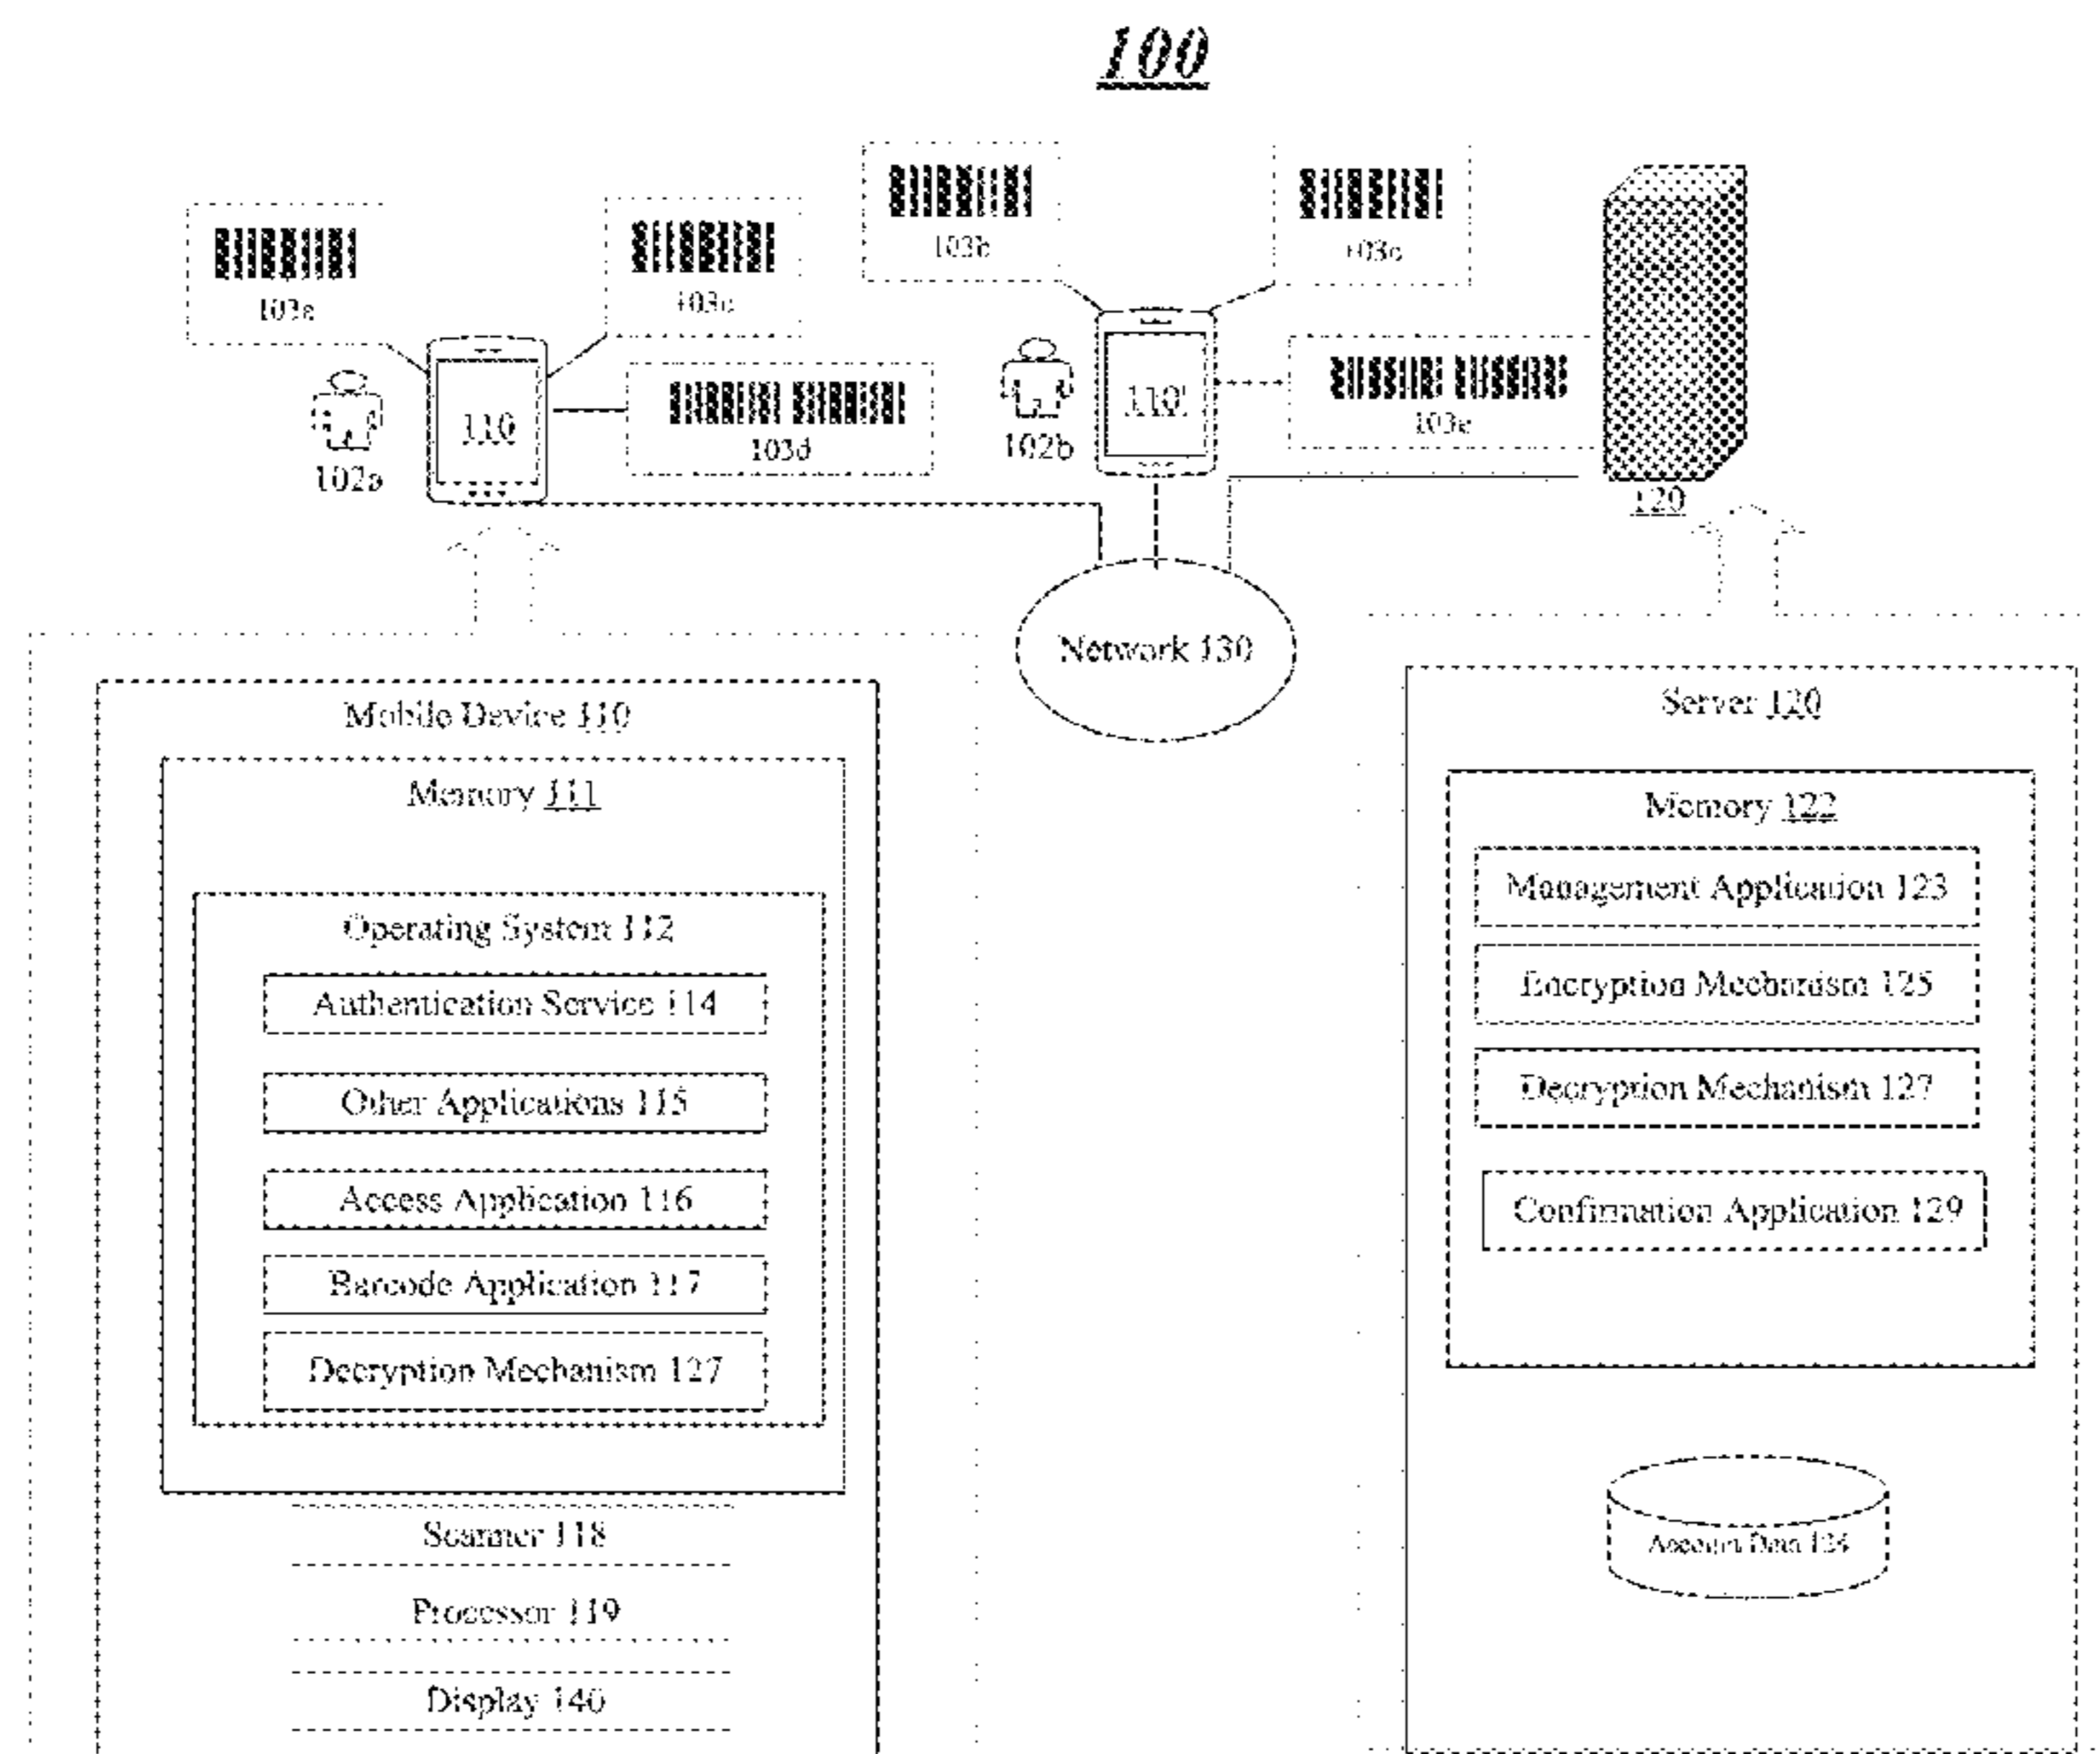 100
103a
103c
103b
103c
110
103d
102a
110'
103e
102b
120
Network 130
Mobile Device 110
Memory 111
Operating System 112
Authentication Service 114
Other Applications 115
Access Application 116
Barcode Application 117
Decryption Mechanism 127
Scanner 118
Processor 119
Display 140
Server 120
Memory 122
Management Application 123
Encryption Mechanism 125
Decryption Mechanism 127
Confirmation Application 129
Account Data 124